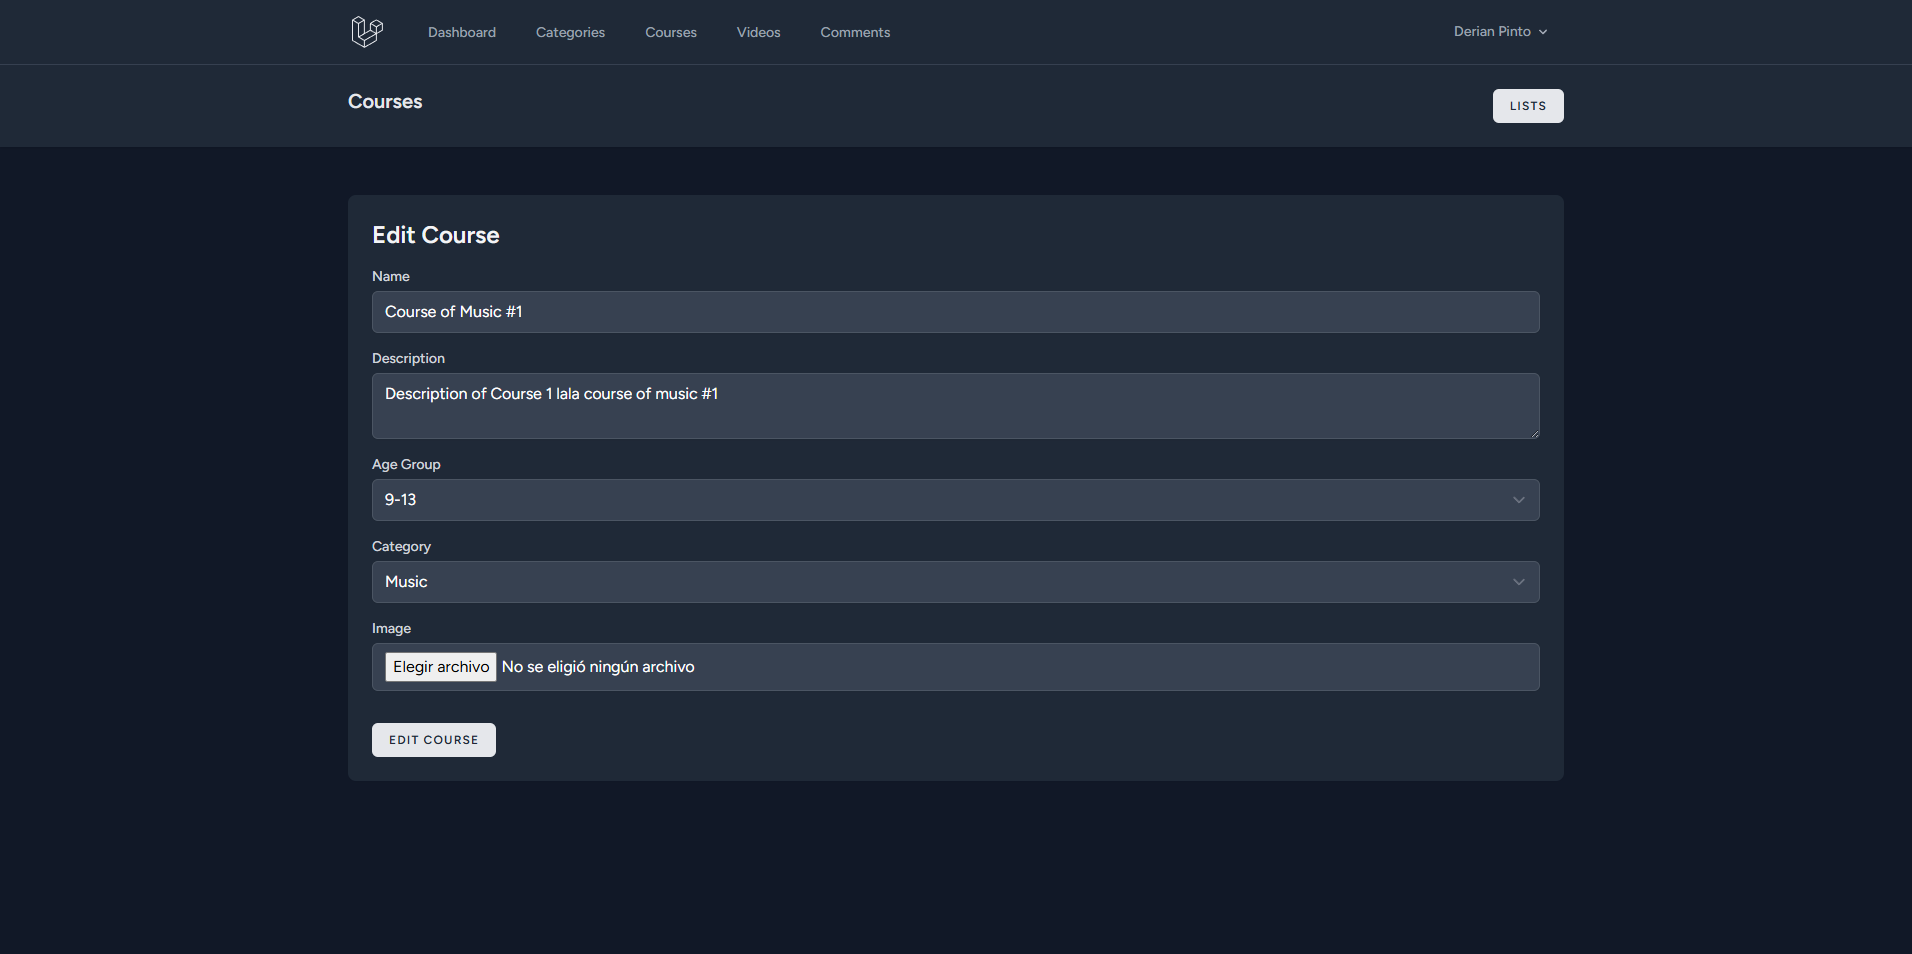 Dashboard Categories Courses Videos Comments Derian Pinto
Courses LISTS
Edit Course
Name
Course of Music #1
Description
Description of Course 1 lala course of music #1
Age Group
9-13
Category
Music
Image
Elegir archivo No se eligió ningún archivo
EDIT COURSE